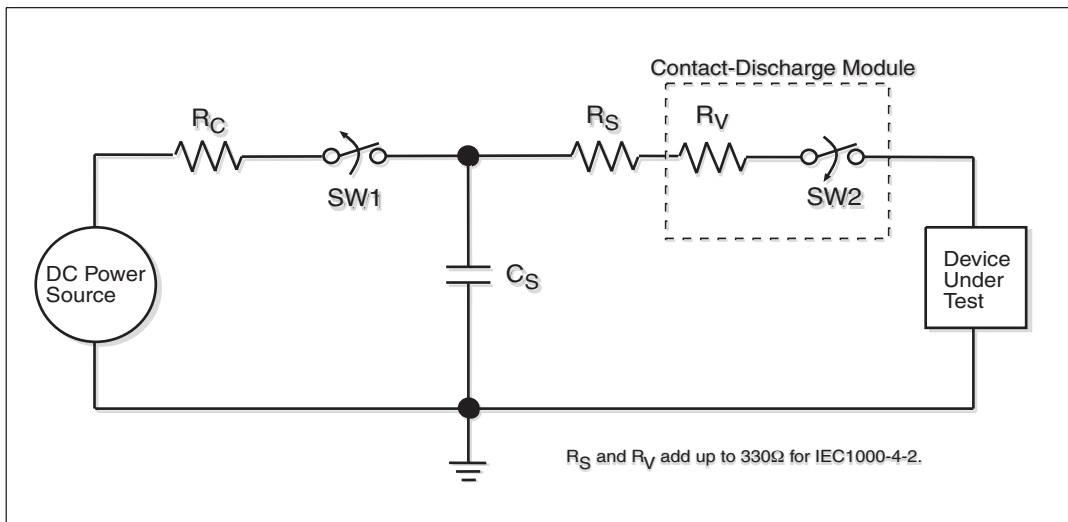 Contact-Discharge Module
RC
RS
RV
SW1
SW2
DC Power
Source
CS
Device
Under
Test
RS and RV add up to 330Ω for IEC1000-4-2.